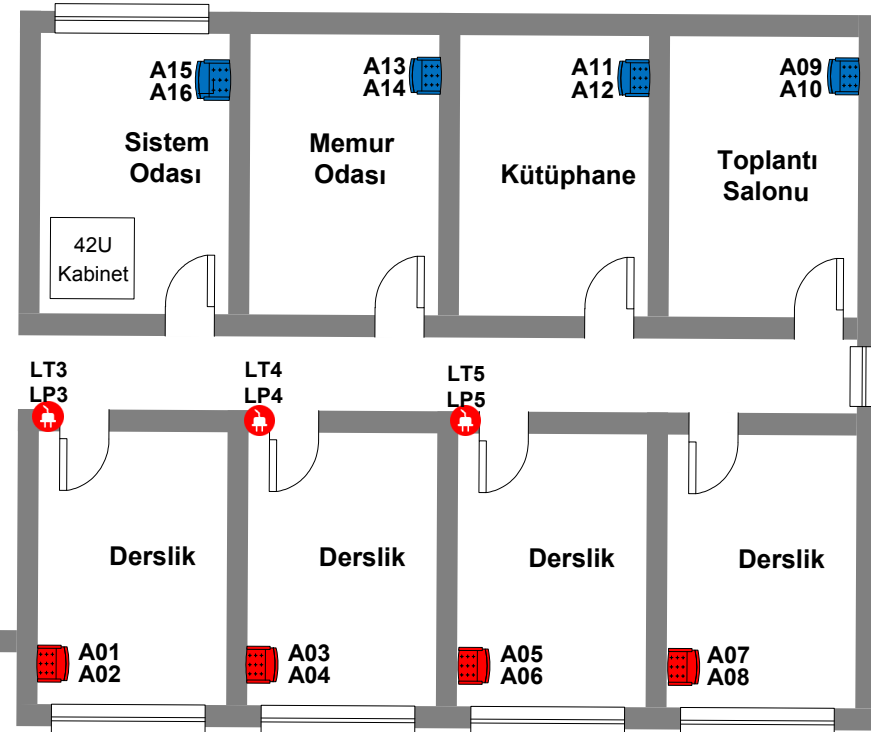 A15
A16
A13
A14
A11
A12
A09
A10
Sistem
Odası
Memur
Odası
Kütüphane
Toplantı
Salonu
42U
Kabinet
LT3
LP3
LT4
LP4
LT5
LP5
Derslik
Derslik
Derslik
Derslik
A01
A02
A03
A04
A05
A06
A07
A08